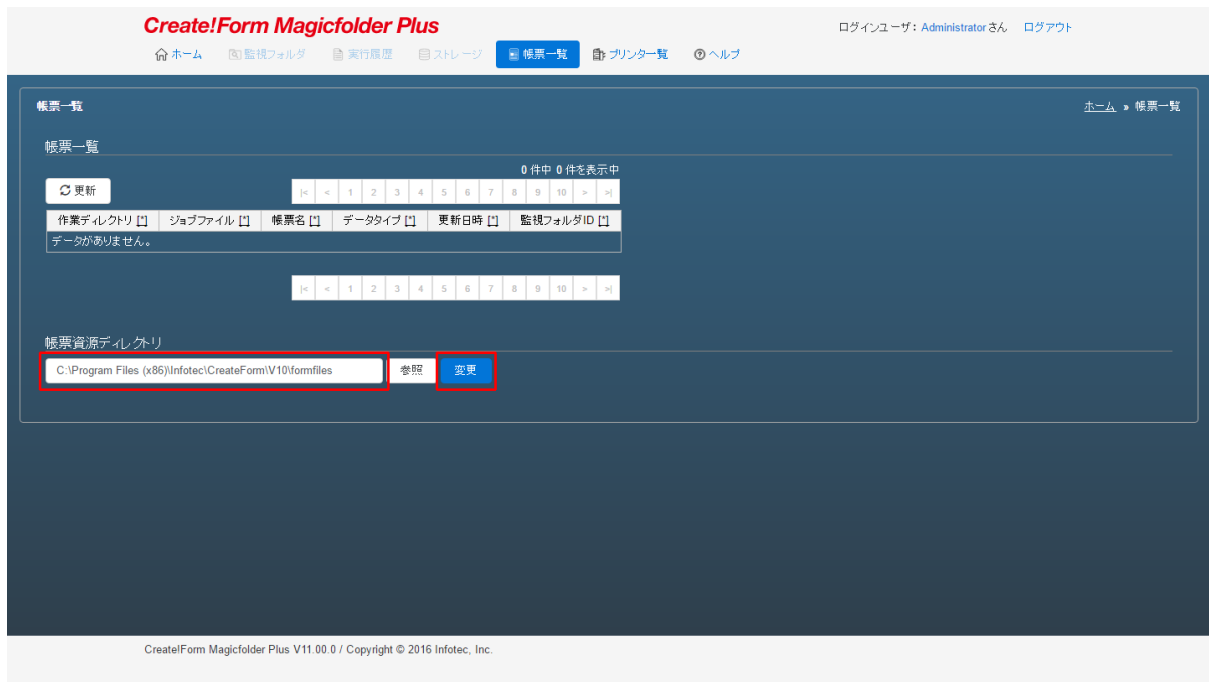 Create!Form Magicfolder Plus
ログインユーザ: Administratorさん ログアウト
ホーム 監視フォルダ 実行履歴 ストレージ 帳票一覧 プリンター覧 ヘルプ
帳票一覧
ホーム » 帳票一覧
帳票一覧
0 件中 0 件を表示中
更新
|< < 1 2 3 4 5 6 7 8 9 10 > >|
作業ディレクトリ [*] ジョブファイル [*] 帳票名 [*] データタイプ [*] 更新日時 [*] 監視フォルダID [*]
データがありません。
|< < 1 2 3 4 5 6 7 8 9 10 > >|
帳票資源ディレクトリ
C:\Program Files (x86)\Infotec\CreateForm\V10\formfiles 参照 変更
Create!Form Magicfolder Plus V11.00.0 / Copyright © 2016 Infotec, Inc.